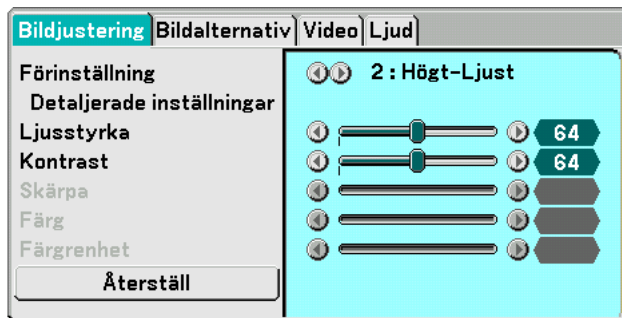 Bildjustering Bildalternativ Video Ljud
Förinställning 2 : Högt-Ljust
Detaljerade inställningar
Ljusstyrka 64
Kontrast 64
Skärpa
Färg
Färgrenhet
Återställ